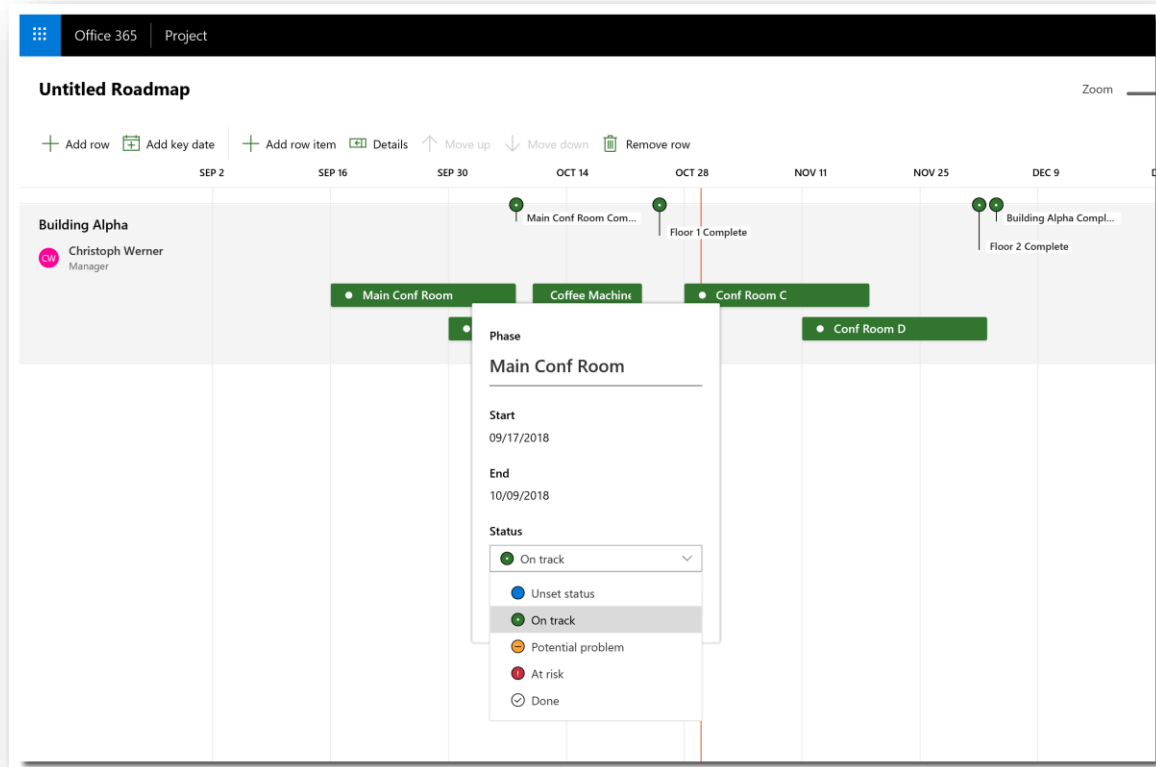 Office 365 Project
Untitled Roadmap
Zoom
Add row Add key date Add row item Details Move up Move down Remove row
SEP 2 SEP 16 SEP 30 OCT 14 OCT 28 NOV 11 NOV 25 DEC 9
Main Conf Room Com... Building Alpha Compl...
Building Alpha
Floor 1 Complete
Floor 2 Complete
CW Christoph Werner
Manager
Main Conf Room Coffee Machine Conf Room C
Conf Room D
Phase
Main Conf Room
Start
09/17/2018
End
10/09/2018
Status
On track
Unset status
On track
Potential problem
At risk
Done